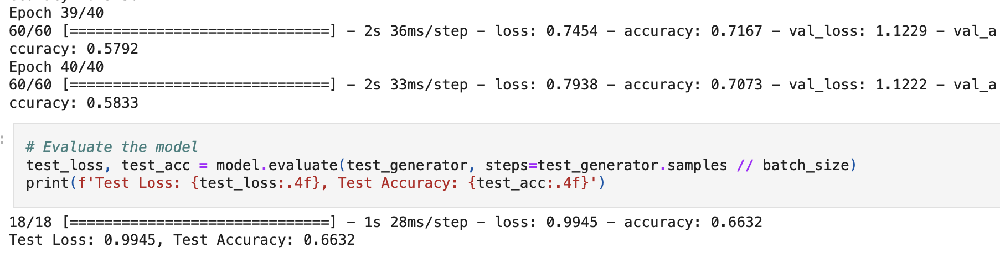 Epoch 39/40
60/60 [==============================] – 2s 36ms/step – loss: 0.7454 – accuracy: 0.7167 – val_loss: 1.1229 – val_a
ccuracy: 0.5792
Epoch 40/40
60/60 [==============================] – 2s 33ms/step – loss: 0.7938 – accuracy: 0.7073 – val_loss: 1.1222 – val_a
ccuracy: 0.5833
:
# Evaluate the model
test_loss, test_acc = model.evaluate(test_generator, steps=test_generator.samples // batch_size)
print(f'Test Loss: {test_loss:.4f}, Test Accuracy: {test_acc:.4f}')
18/18 [==============================] – 1s 28ms/step – loss: 0.9945 – accuracy: 0.6632
Test Loss: 0.9945, Test Accuracy: 0.6632